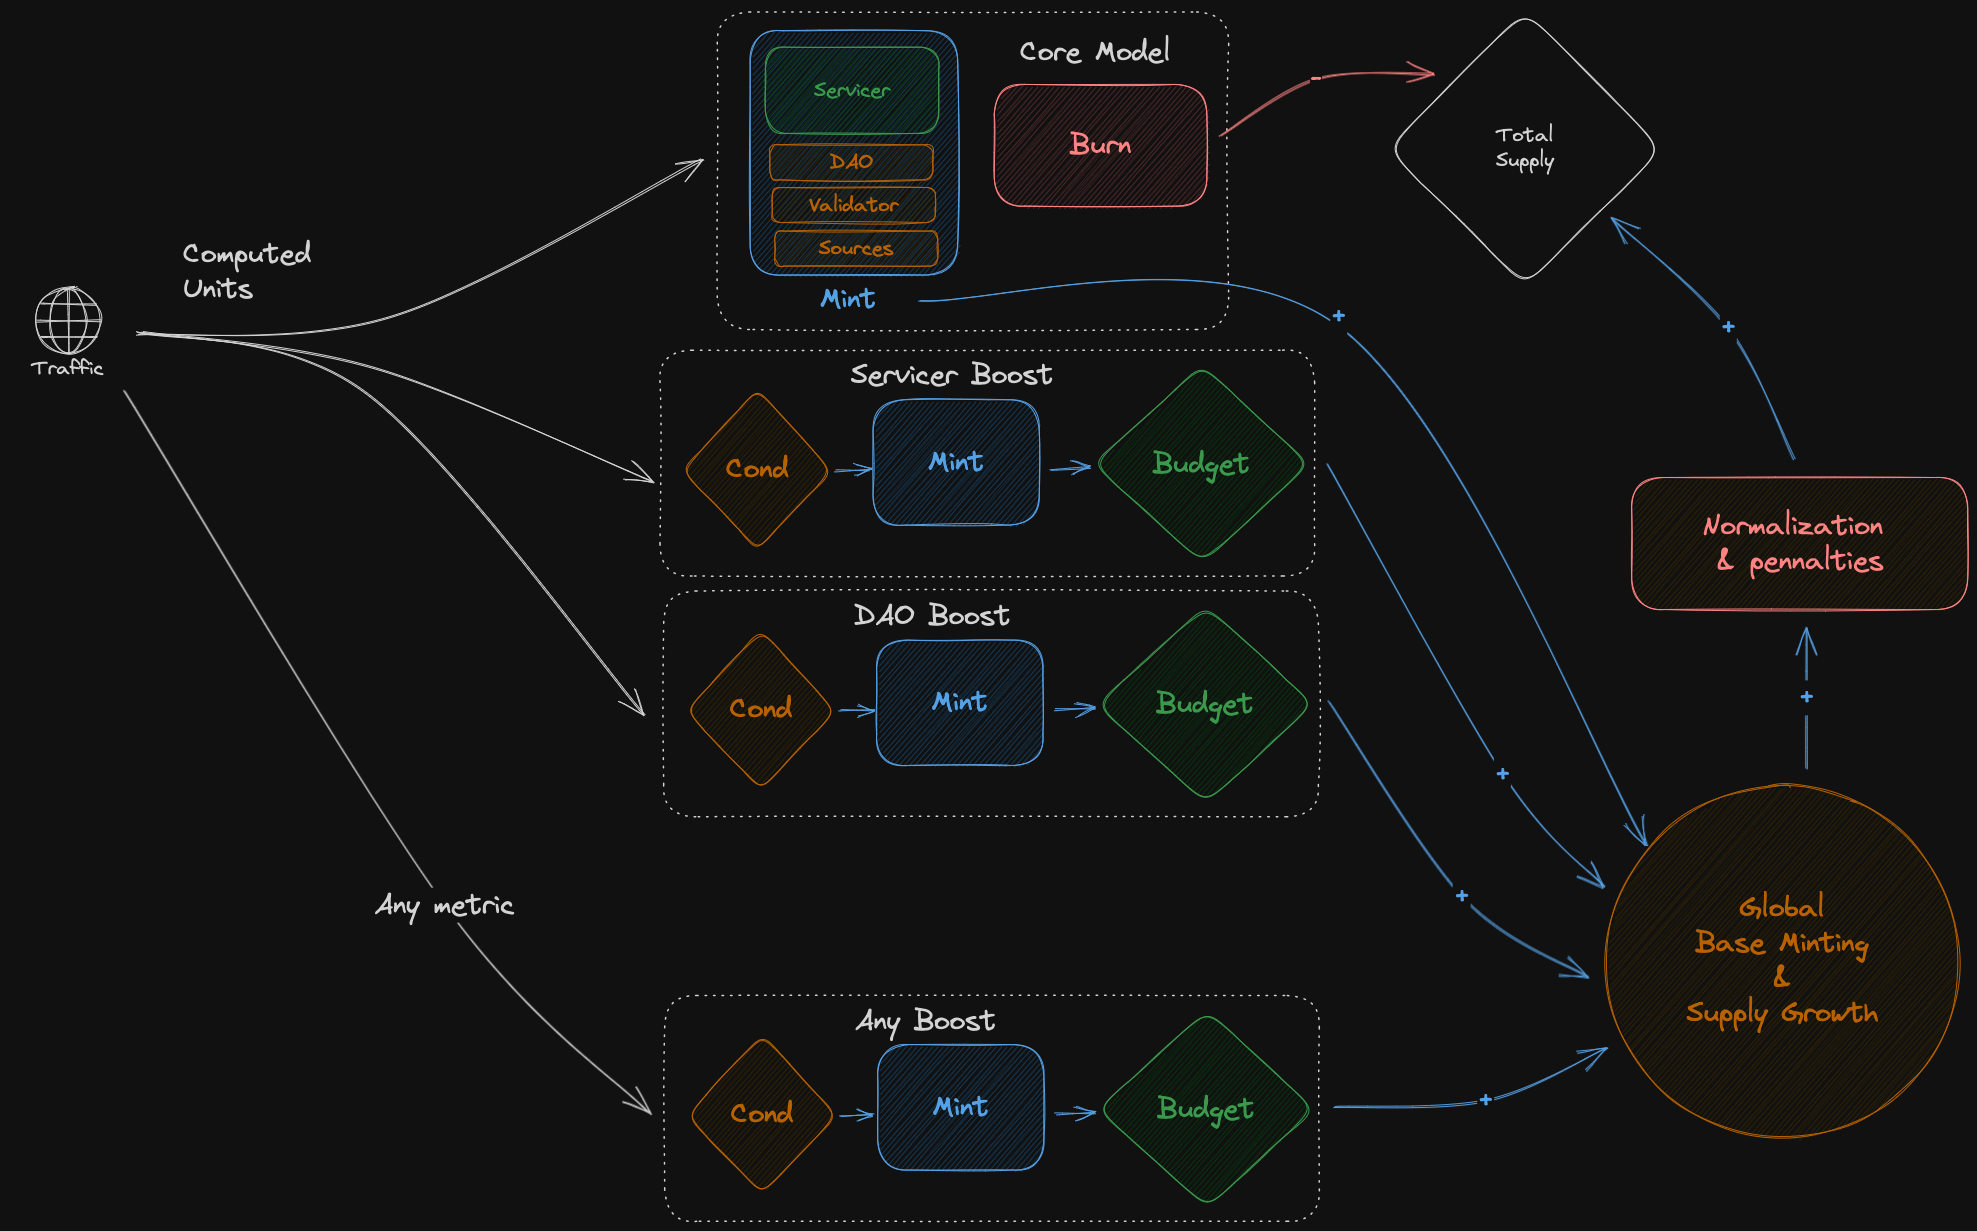 Core Model
Servicer
DAO
Validator
Sources
Mint
Burn
-
Total
Supply
Computed
Units
Traffic
+
+
Servicer Boost
Cond
Mint
Budget
Normalization
& pennalties
DAO Boost
Cond
Mint
Budget
+
+
+
Any metric
Global
Base Minting
&
Supply Growth
Any Boost
Cond
Mint
Budget
+